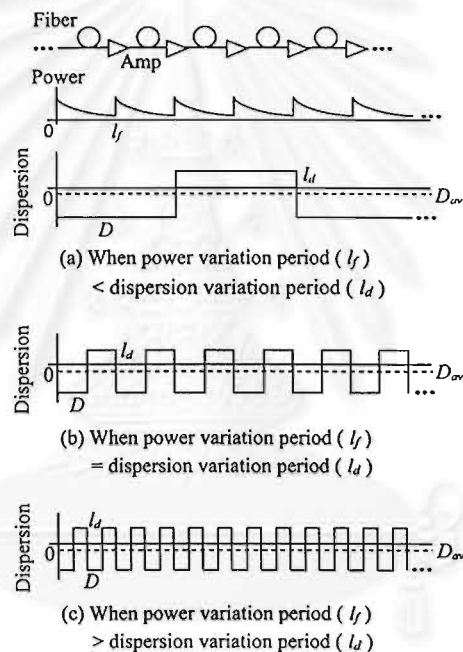 Fiber
Amp
Power
0
l_f
Dispersion
0
l_d
D_av
D
(a) When power variation period ( l_f )
< dispersion variation period ( l_d )
Dispersion
0
l_d
D_av
D
(b) When power variation period ( l_f )
= dispersion variation period ( l_d )
Dispersion
0
l_d
D_av
D
(c) When power variation period ( l_f )
> dispersion variation period ( l_d )